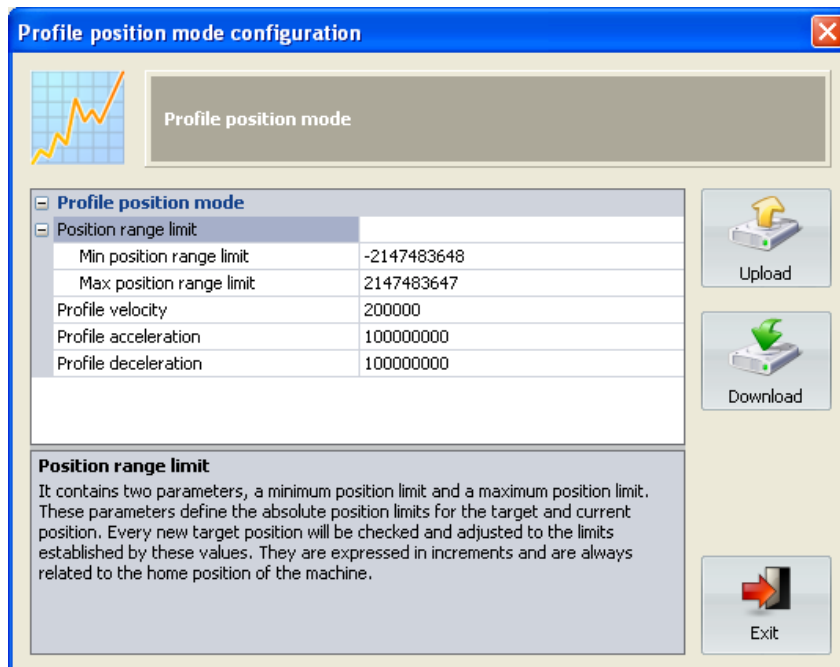 Profile position mode configuration
Profile position mode
Profile position mode
Position range limit
Min position range limit -2147483648
Max position range limit 2147483647
Profile velocity 200000
Profile acceleration 100000000
Profile deceleration 100000000
Upload
Download
Position range limit
It contains two parameters, a minimum position limit and a maximum position limit.
These parameters define the absolute position limits for the target and current
position. Every new target position will be checked and adjusted to the limits
established by these values. They are expressed in increments and are always
related to the home position of the machine.
Exit